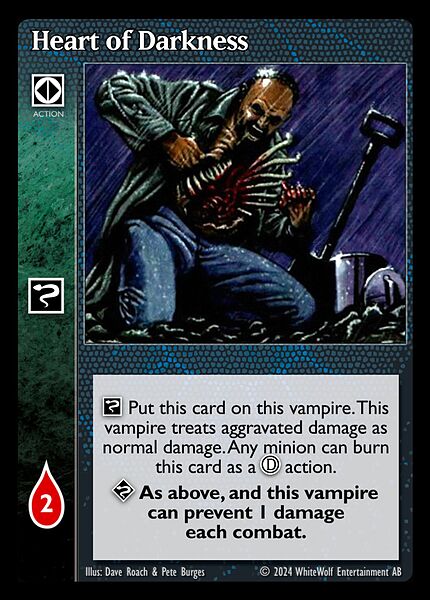 Heart of Darkness
ACTION
Put this card on this vampire. This
vampire treats aggravated damage as
normal damage. Any minion can burn
this card as a D action.
As above, and this vampire
can prevent 1 damage
each combat.
2
Illus: Dave Roach & Pete Burges © 2024 WhiteWolf Entertainment AB